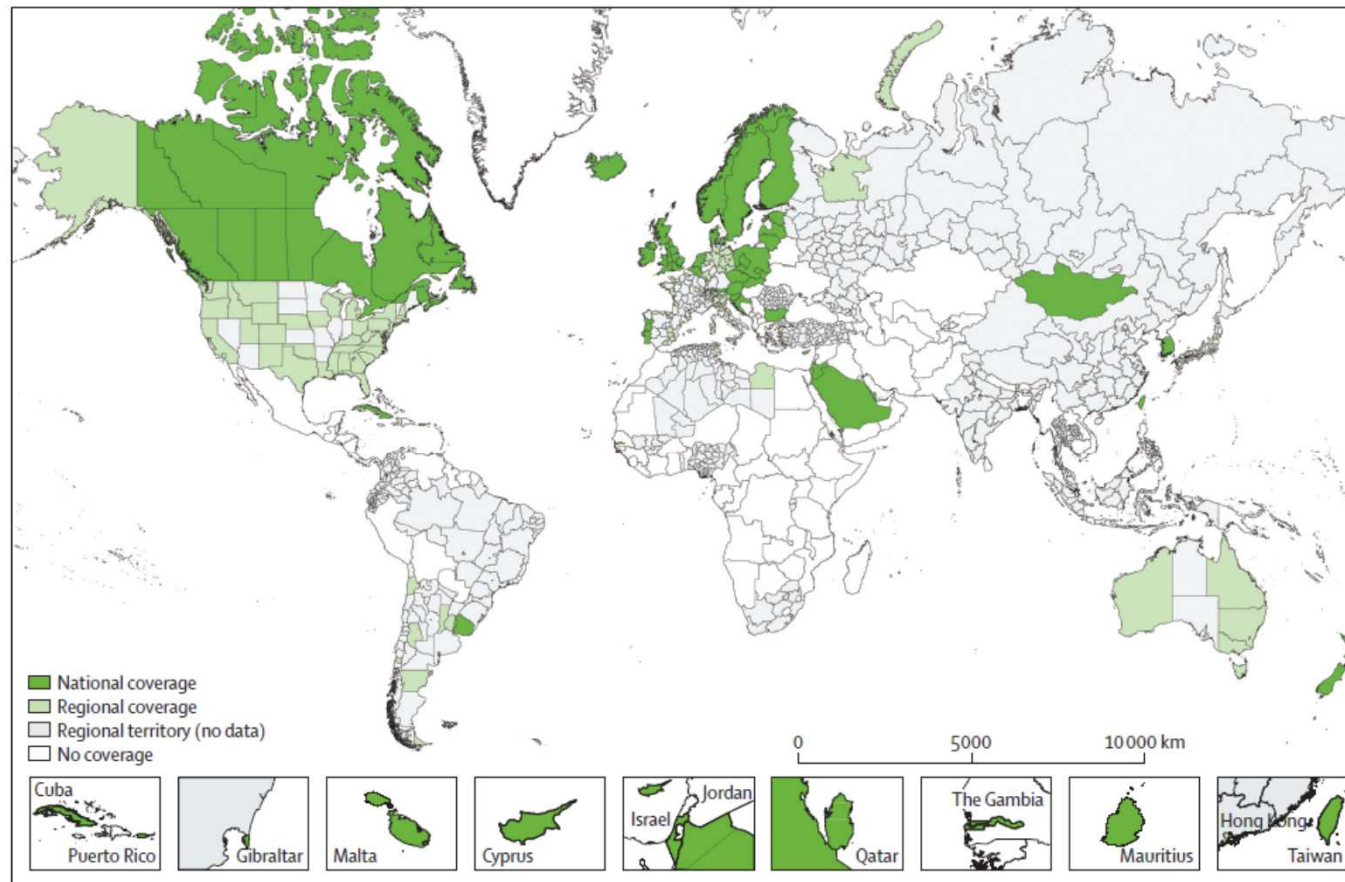 National coverage
Regional coverage
Regional territory (no data)
No coverage
0 5000 10 000 km
Cuba
Puerto Rico
Gibraltar
Malta
Cyprus
Jordan
Israel
Qatar
The Gambia
Mauritius
Hong Kong
Taiwan